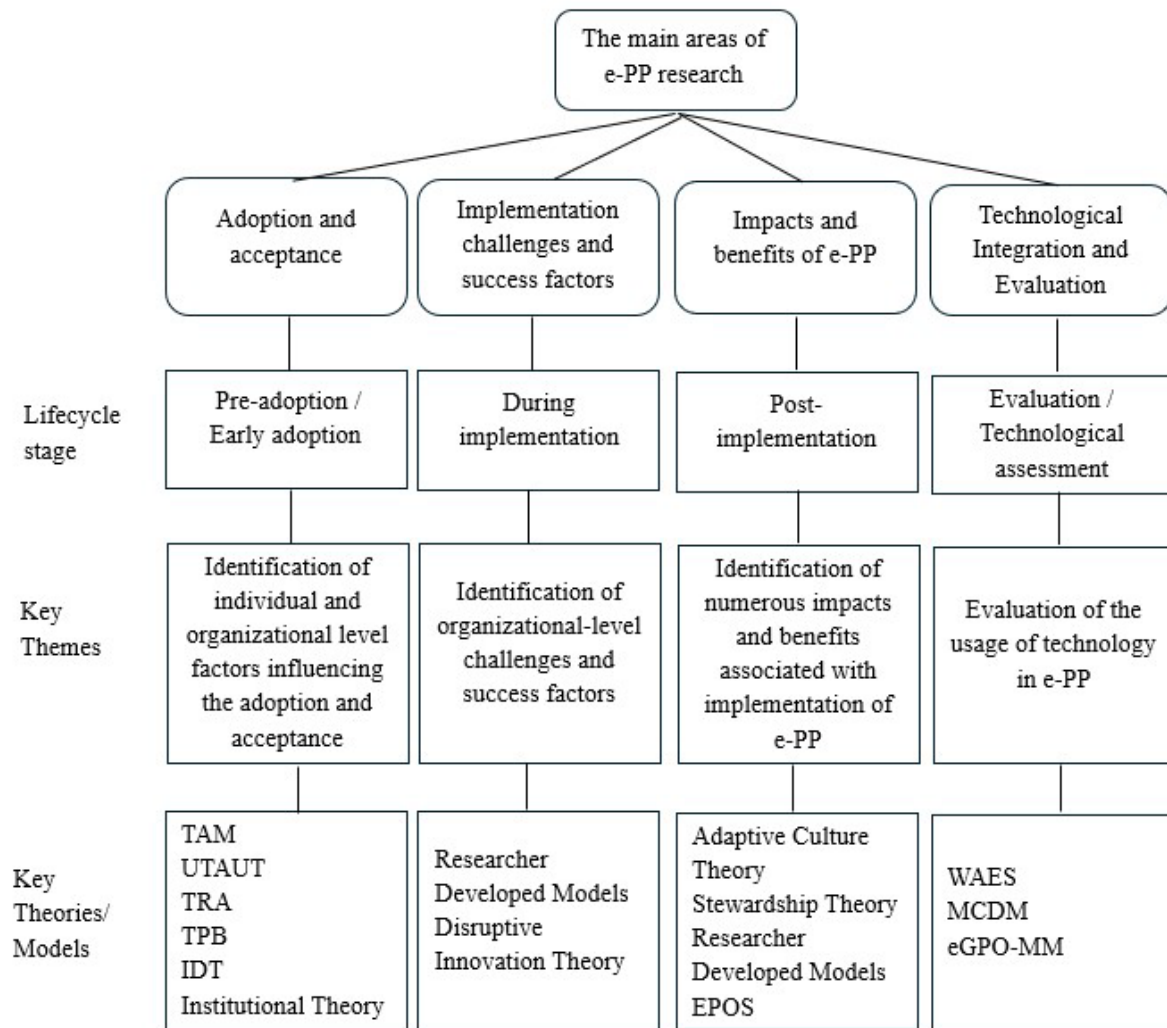 The main areas of
e-PP research
Adoption and
acceptance
Implementation
challenges and
success factors
Impacts and
benefits of e-PP
Technological
Integration and
Evaluation
Lifecycle
stage
Pre-adoption /
Early adoption
During
implementation
Post-
implementation
Evaluation /
Technological
assessment
Key
Themes
Identification of
individual and
organizational level
factors influencing
the adoption and
acceptance
Identification of
organizational-level
challenges and
success factors
Identification of
numerous impacts
and benefits
associated with
implementation of
e-PP
Evaluation of the
usage of technology
in e-PP
Key
Theories/
Models
TAM
UTAUT
TRA
TPB
IDT
Institutional Theory
Researcher
Developed Models
Disruptive
Innovation Theory
Adaptive Culture
Theory
Stewardship Theory
Researcher
Developed Models
EPOS
WAES
MCDM
eGPO-MM